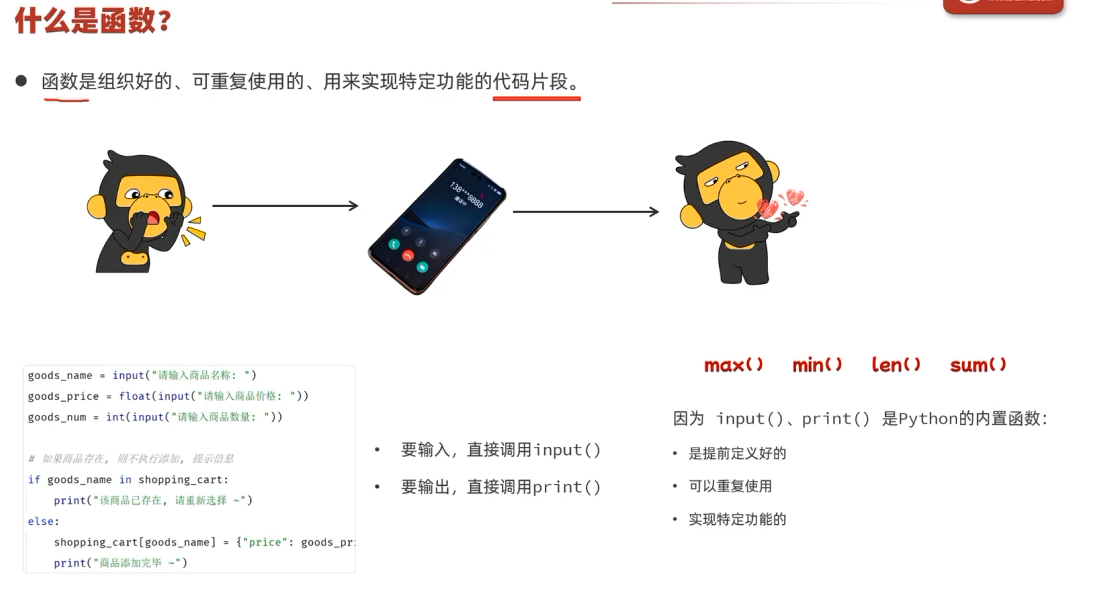 什么是函数?
● 函数是组织好的、可重复使用的、用来实现特定功能的代码片段。
138***8888
通话中
goods_name = input("请输入商品名称: ")
goods_price = float(input("请输入商品价格: "))
goods_num = int(input("请输入商品数量: "))
# 如果商品存在, 则不执行添加, 提示信息
if goods_name in shopping_cart:
print("该商品已存在, 请重新选择 ~")
else:
shopping_cart[goods_name] = {"price": goods_pri
print("商品添加完毕 ~")
• 要输入，直接调用input()
• 要输出，直接调用print()
max() min() len() sum()
因为 input()、print() 是Python的内置函数：
• 是提前定义好的
• 可以重复使用
• 实现特定功能的